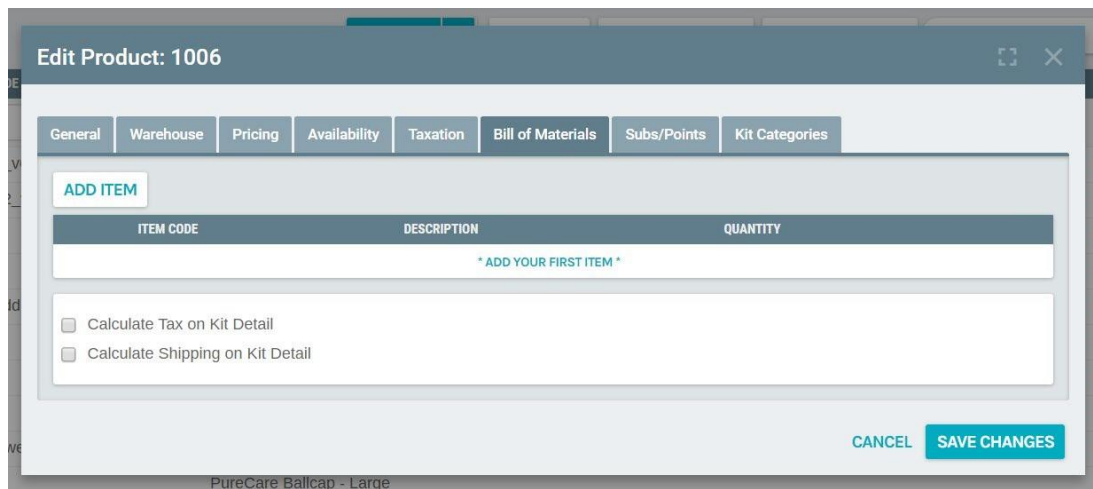 Edit Product: 1006
General Warehouse Pricing Availability Taxation Bill of Materials Subs/Points Kit Categories
ADD ITEM
ITEM CODE DESCRIPTION QUANTITY
* ADD YOUR FIRST ITEM *
Calculate Tax on Kit Detail
Calculate Shipping on Kit Detail
CANCEL SAVE CHANGES
PureCare Ballcap - Large